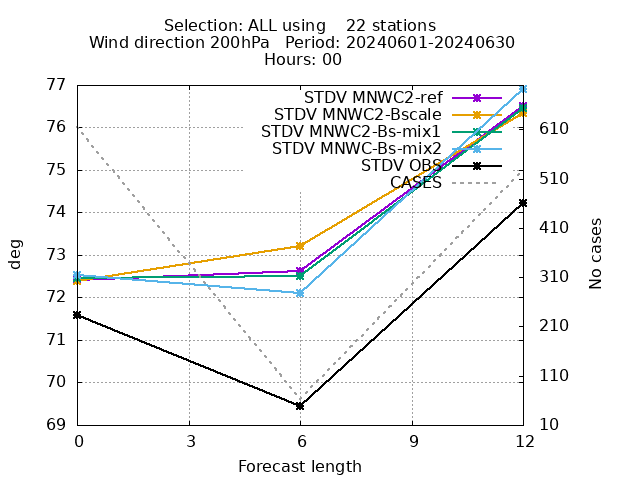 Selection: ALL using    22 stations
Wind direction 200hPa   Period: 20240601-20240630
Hours: 00
77
76
75
74
73
72
71
70
69
deg
STDV MNWC2-ref
STDV MNWC2-Bscale
STDV MNWC2-Bs-mix1
STDV MNWC-Bs-mix2
STDV OBS
CASES
610
510
410
310
210
110
10
No cases
0 3 6 9 12
Forecast length